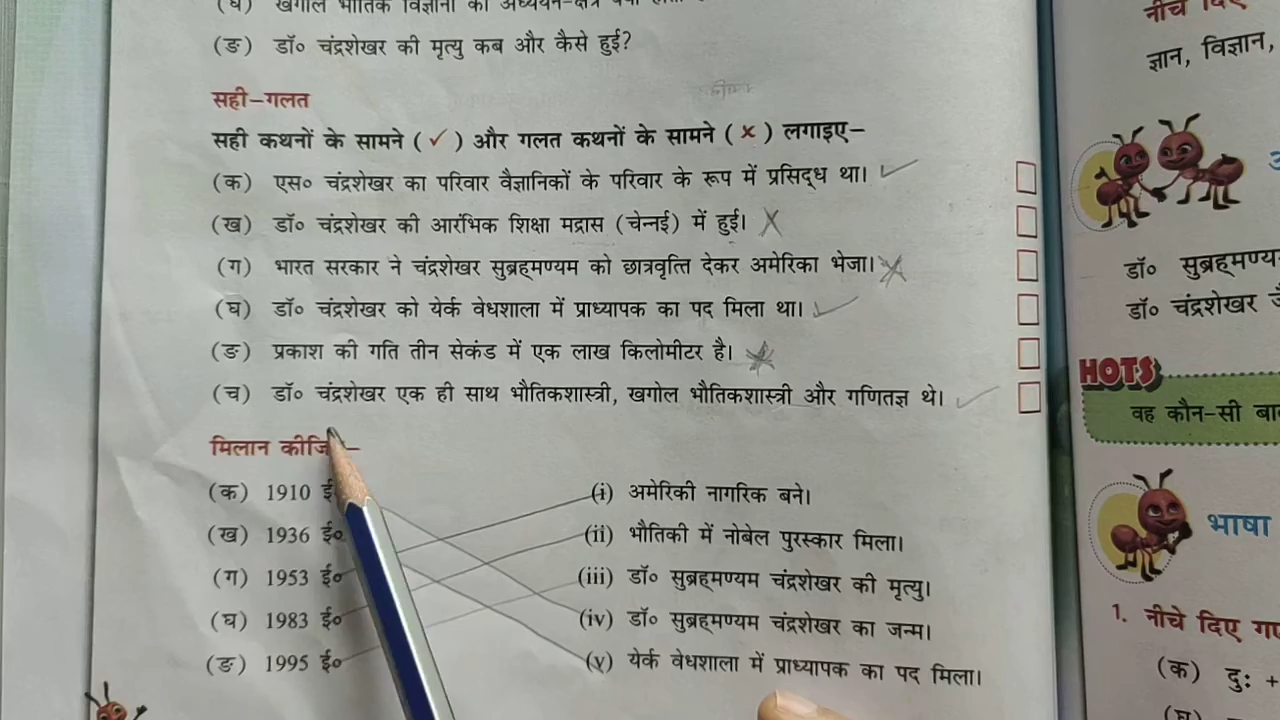 (घ) खगोल भौतिक विज्ञानी का अध्ययन-क्षेत्र क्या
(ङ) डॉ० चंद्रशेखर की मृत्यु कब और कैसे हुई?
सही-गलत
सही कथनों के सामने (✓) और गलत कथनों के सामने (×) लगाइए–
(क) एस० चंद्रशेखर का परिवार वैज्ञानिकों के परिवार के रूप में प्रसिद्ध था। ✓
(ख) डॉ० चंद्रशेखर की आरंभिक शिक्षा मद्रास (चेन्नई) में हुई। ×
(ग) भारत सरकार ने चंद्रशेखर सुब्रह्मण्यम को छात्रवृत्ति देकर अमेरिका भेजा। ×
(घ) डॉ० चंद्रशेखर को येर्क वेधशाला में प्राध्यापक का पद मिला था। ✓
(ङ) प्रकाश की गति तीन सेकंड में एक लाख किलोमीटर है।
(च) डॉ० चंद्रशेखर एक ही साथ भौतिकशास्त्री, खगोल भौतिकशास्त्री और गणितज्ञ थे। ✓
मिलान कीजि –
(क) 1910 ई (i) अमेरिकी नागरिक बने।
(ख) 1936 ई० (ii) भौतिकी में नोबेल पुरस्कार मिला।
(ग) 1953 ई० (iii) डॉ० सुब्रह्मण्यम चंद्रशेखर की मृत्यु।
(घ) 1983 ई० (iv) डॉ० सुब्रह्मण्यम चंद्रशेखर का जन्म।
(ङ) 1995 ई० (v) येर्क वेधशाला में प्राध्यापक का पद मिला।
नीचे दिए
ज्ञान, विज्ञान,
डॉ० सुब्रह्मण्य
डॉ० चंद्रशेखर
HOTS
वह कौन-सी बा
भाषा
1. नीचे दिए ग
(क) दुः +